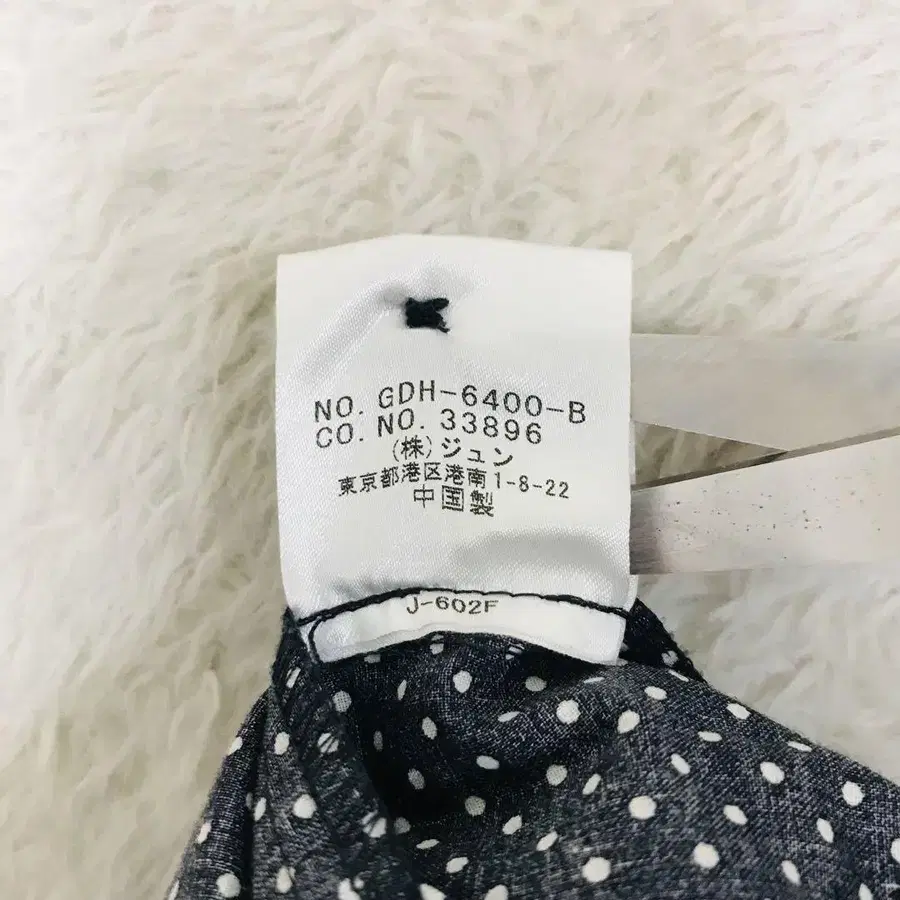 NO. GDH-6400-B
CO. NO. 33896
(株)ジュン
東京都港区港南1-8-22
中国製
J-602F